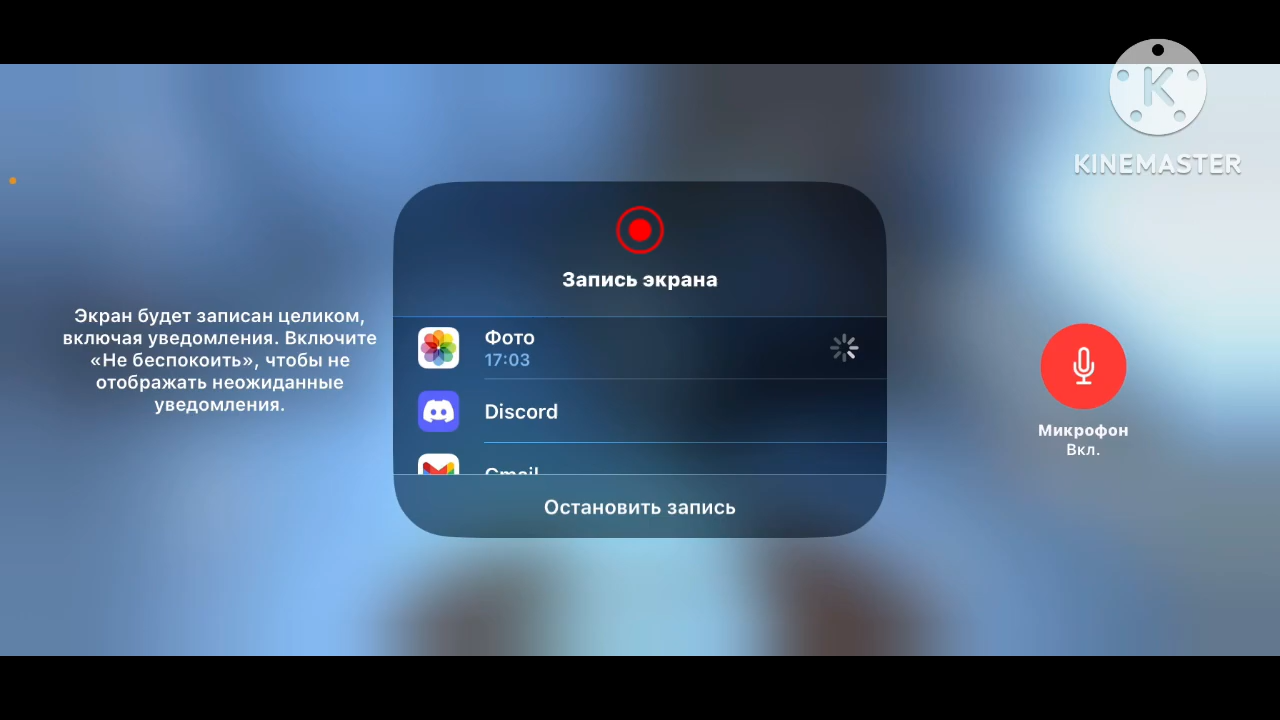 K
KINEMASTER
Запись экрана
Экран будет записан целиком,
включая уведомления. Включите
«Не беспокоить», чтобы не
отображать неожиданные
уведомления.
Фото
17:03
Discord
Gmail
Остановить запись
Микрофон
Вкл.